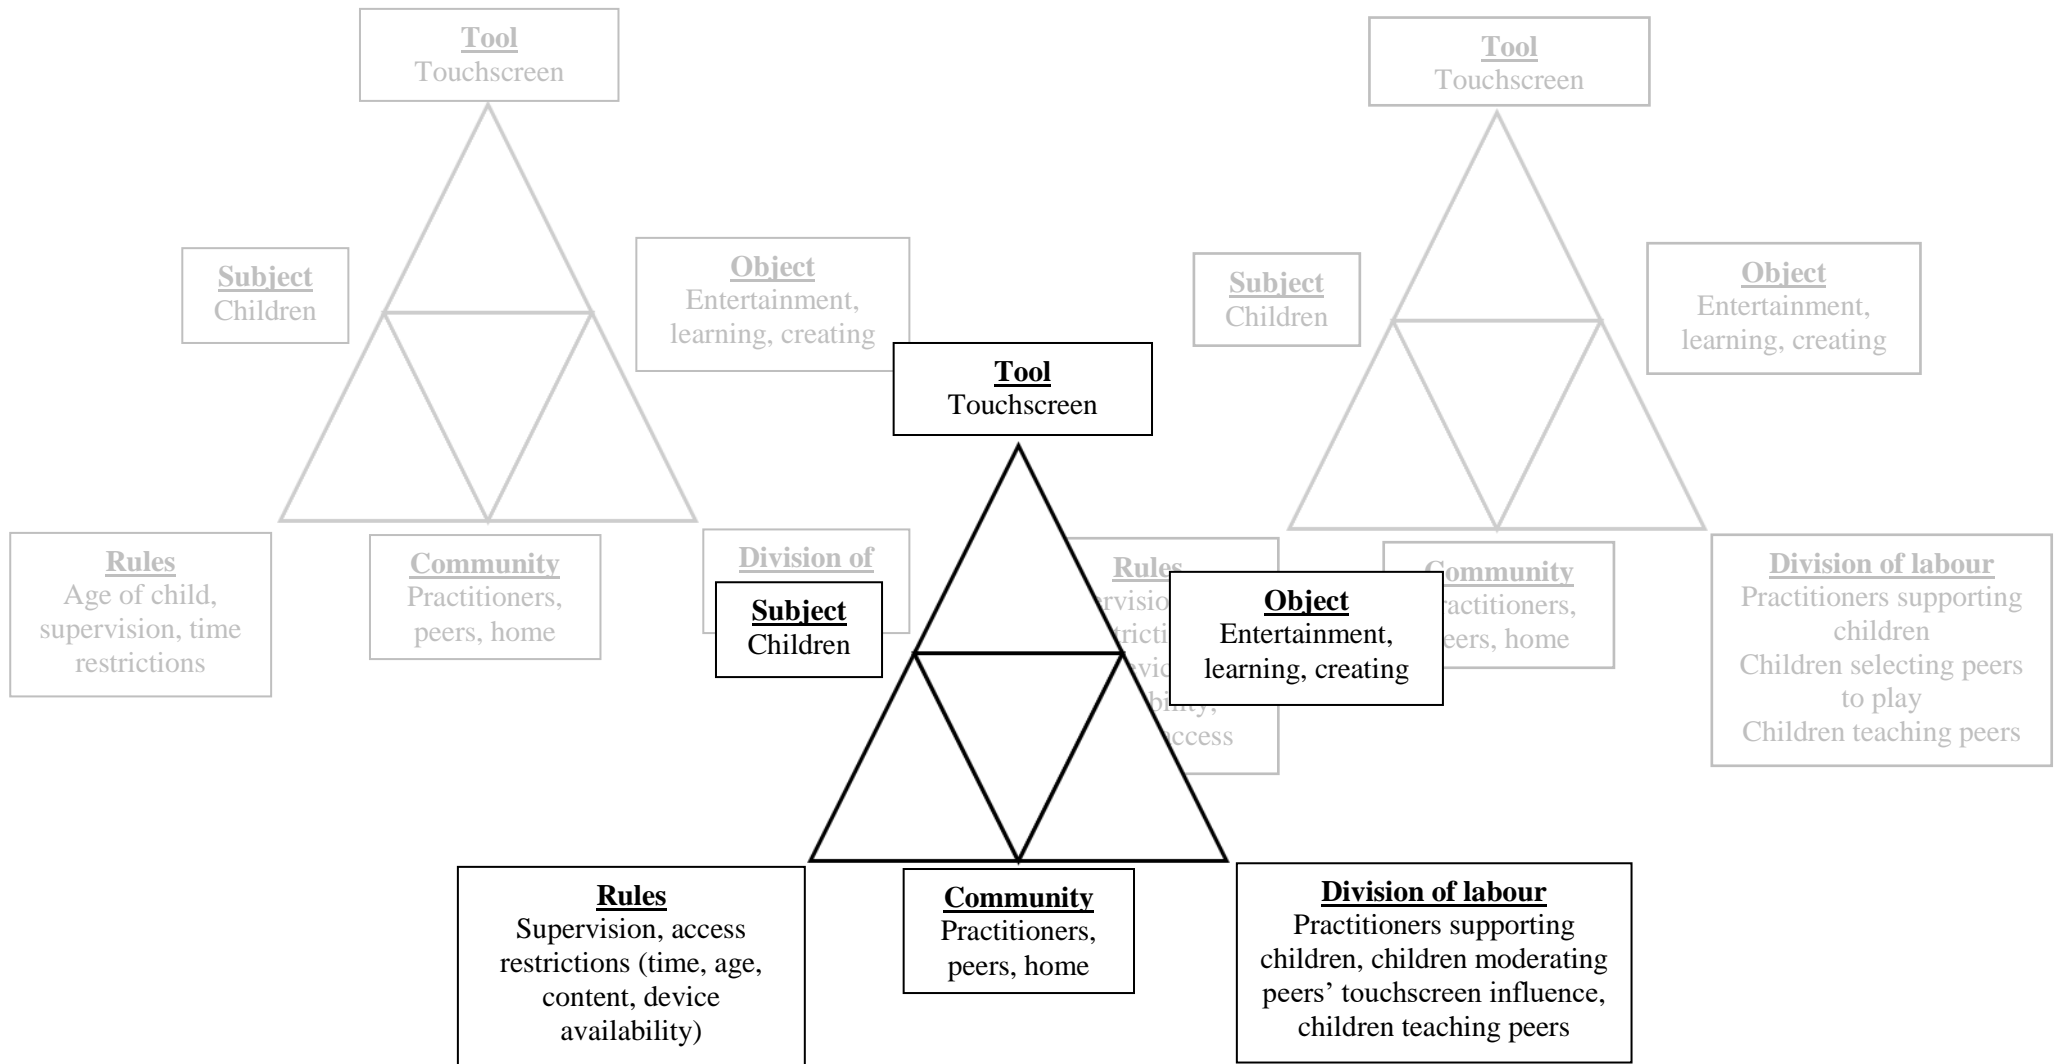 Tool
Touchscreen
Subject
Children
Object
Entertainment,
learning, creating
Rules
Age of child,
supervision, time
restrictions
Community
Practitioners,
peers, home
Division of
Tool
Touchscreen
Subject
Children
Object
Entertainment,
learning, creating
Rules
access
Community
peers, home
Division of labour
Practitioners supporting
children
Children selecting peers
to play
Children teaching peers
Tool
Touchscreen
Subject
Children
Object
Entertainment,
learning, creating
Rules
Supervision, access
restrictions (time, age,
content, device
availability)
Community
Practitioners,
peers, home
Division of labour
Practitioners supporting
children, children moderating
peers’ touchscreen influence,
children teaching peers